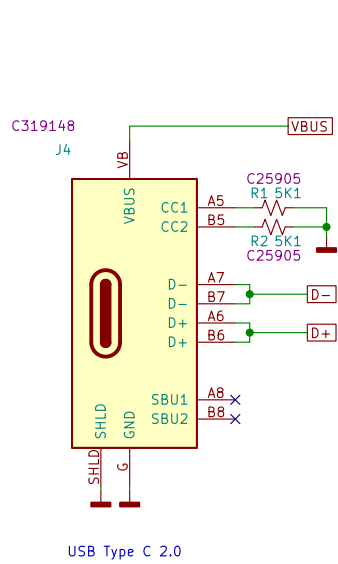 C319148
J4
VB
VBUS
VBUS
C25905
R1 5K1
CC1 A5
CC2 B5
R2 5K1
C25905
D- A7
D- B7
D-
D+ A6
D+ B6
D+
SBU1 A8
SBU2 B8
SHLD
GND
SHLD
G
USB Type C 2.0